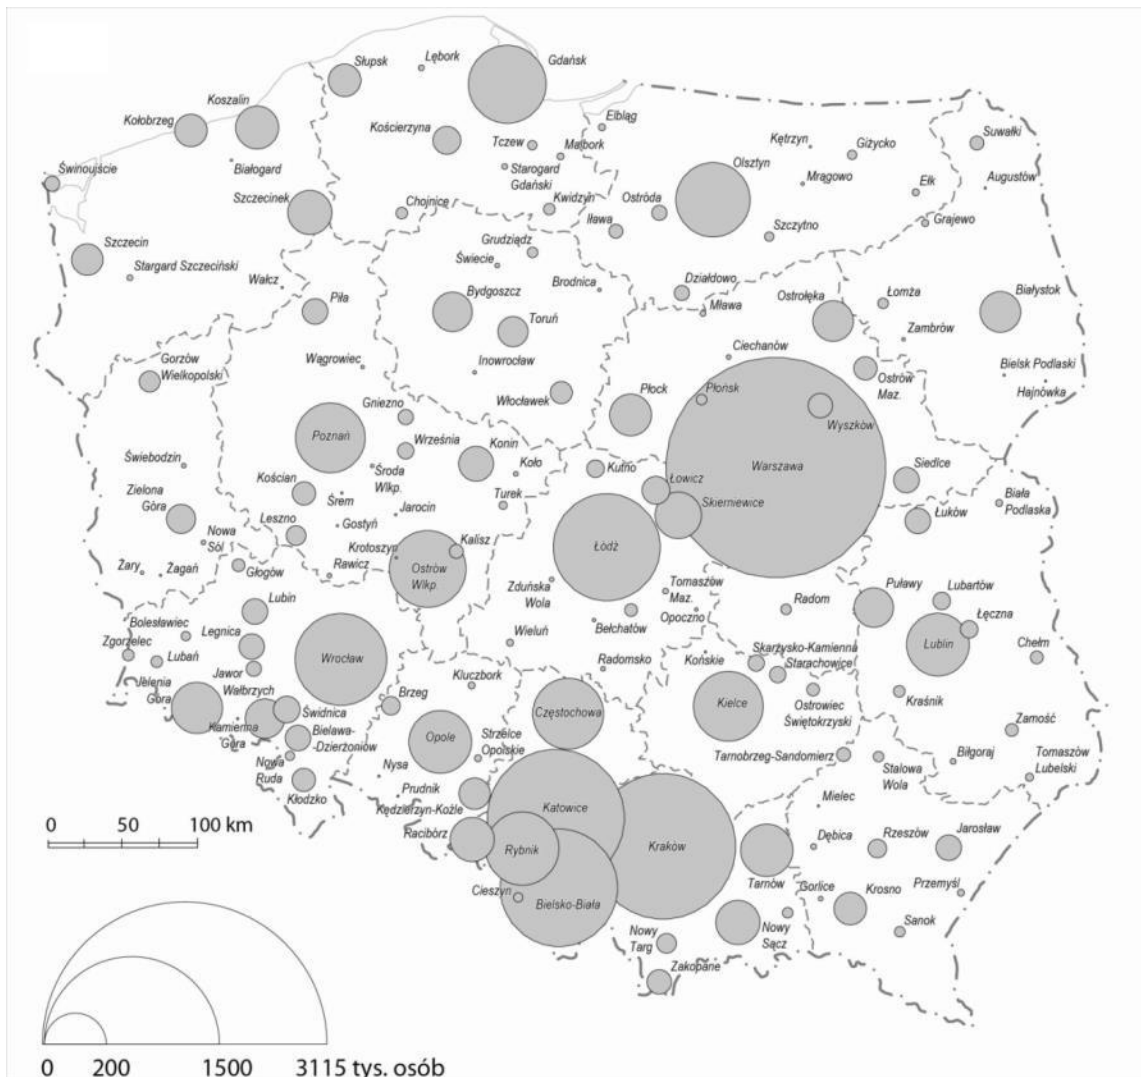 Słupsk
Lębork
Gdańsk
Koszalin
Kołobrzeg
Kościerzyna
Elbląg
Tczew
Malbork
Kętrzyn
Giżycko
Suwałki
Białogard
Starogard
Gdański
Olsztyn
Mrągowo
Augustów
Świnoujście
Szczecinek
Chojnice
Kwidzyn
Ostróda
Ełk
Iława
Szczytno
Grajewo
Szczecin
Grudziądz
Świecie
Stargard Szczeciński
Wałcz
Brodnica
Działdowo
Piła
Bydgoszcz
Toruń
Mława
Ostrołęka
Łomża
Białystok
Zambrów
Gorzów
Wielkopolski
Wągrowiec
Inowrocław
Ciechanów
Ostrów
Maz.
Bielsk Podlaski
Hajnówka
Włocławek
Płock
Płońsk
Gniezno
Wyszków
Poznań
Września
Konin
Świebodzin
Środa
Wlkp.
Koło
Kutno
Warszawa
Siedlce
Kościan
Łowicz
Zielona
Góra
Śrem
Turek
Skierniewice
Biała
Podlaska
Łuków
Leszno
Gostyń
Jarocin
Nowa
Sól
Krotoszyn
Kalisz
Łódź
Żary
Żagań
Głogów
Rawicz
Ostrów
Wlkp
Zduńska
Wola
Tomaszów
Maz.
Puławy
Lubartów
Lubin
Opoczno
Radom
Łęczna
Bolesławiec
Legnica
Bełchatów
Zgorzelec
Lubań
Wrocław
Wieluń
Skarżysko-Kamienna
Lublin
Chełm
Jawor
Radomsko
Końskie
Starachowice
Jelenia
Góra
Wałbrzych
Kluczbork
Brzeg
Kraśnik
Świdnica
Częstochowa
Kielce
Ostrowiec
Świętokrzyski
Kamienna
Góra
Bielawa
-Dzierżoniów
Opole
Strzelce
Opolskie
Zamość
Nowa
Ruda
Tarnobrzeg-Sandomierz
Stalowa
Wola
Biłgoraj
Tomaszów
Lubelski
Nysa
Kłodzko
Prudnik
Kędzierzyn-Koźle
Katowice
Mielec
Racibórz
Rybnik
Kraków
Dębica
Rzeszów
Jarosław
Cieszyn
Bielsko-Biała
Tarnów
Gorlice
Krosno
Przemyśl
Nowy
Targ
Nowy
Sącz
Sanok
Zakopane
0 50 100 km
0 200 1500 3115 tys. osób